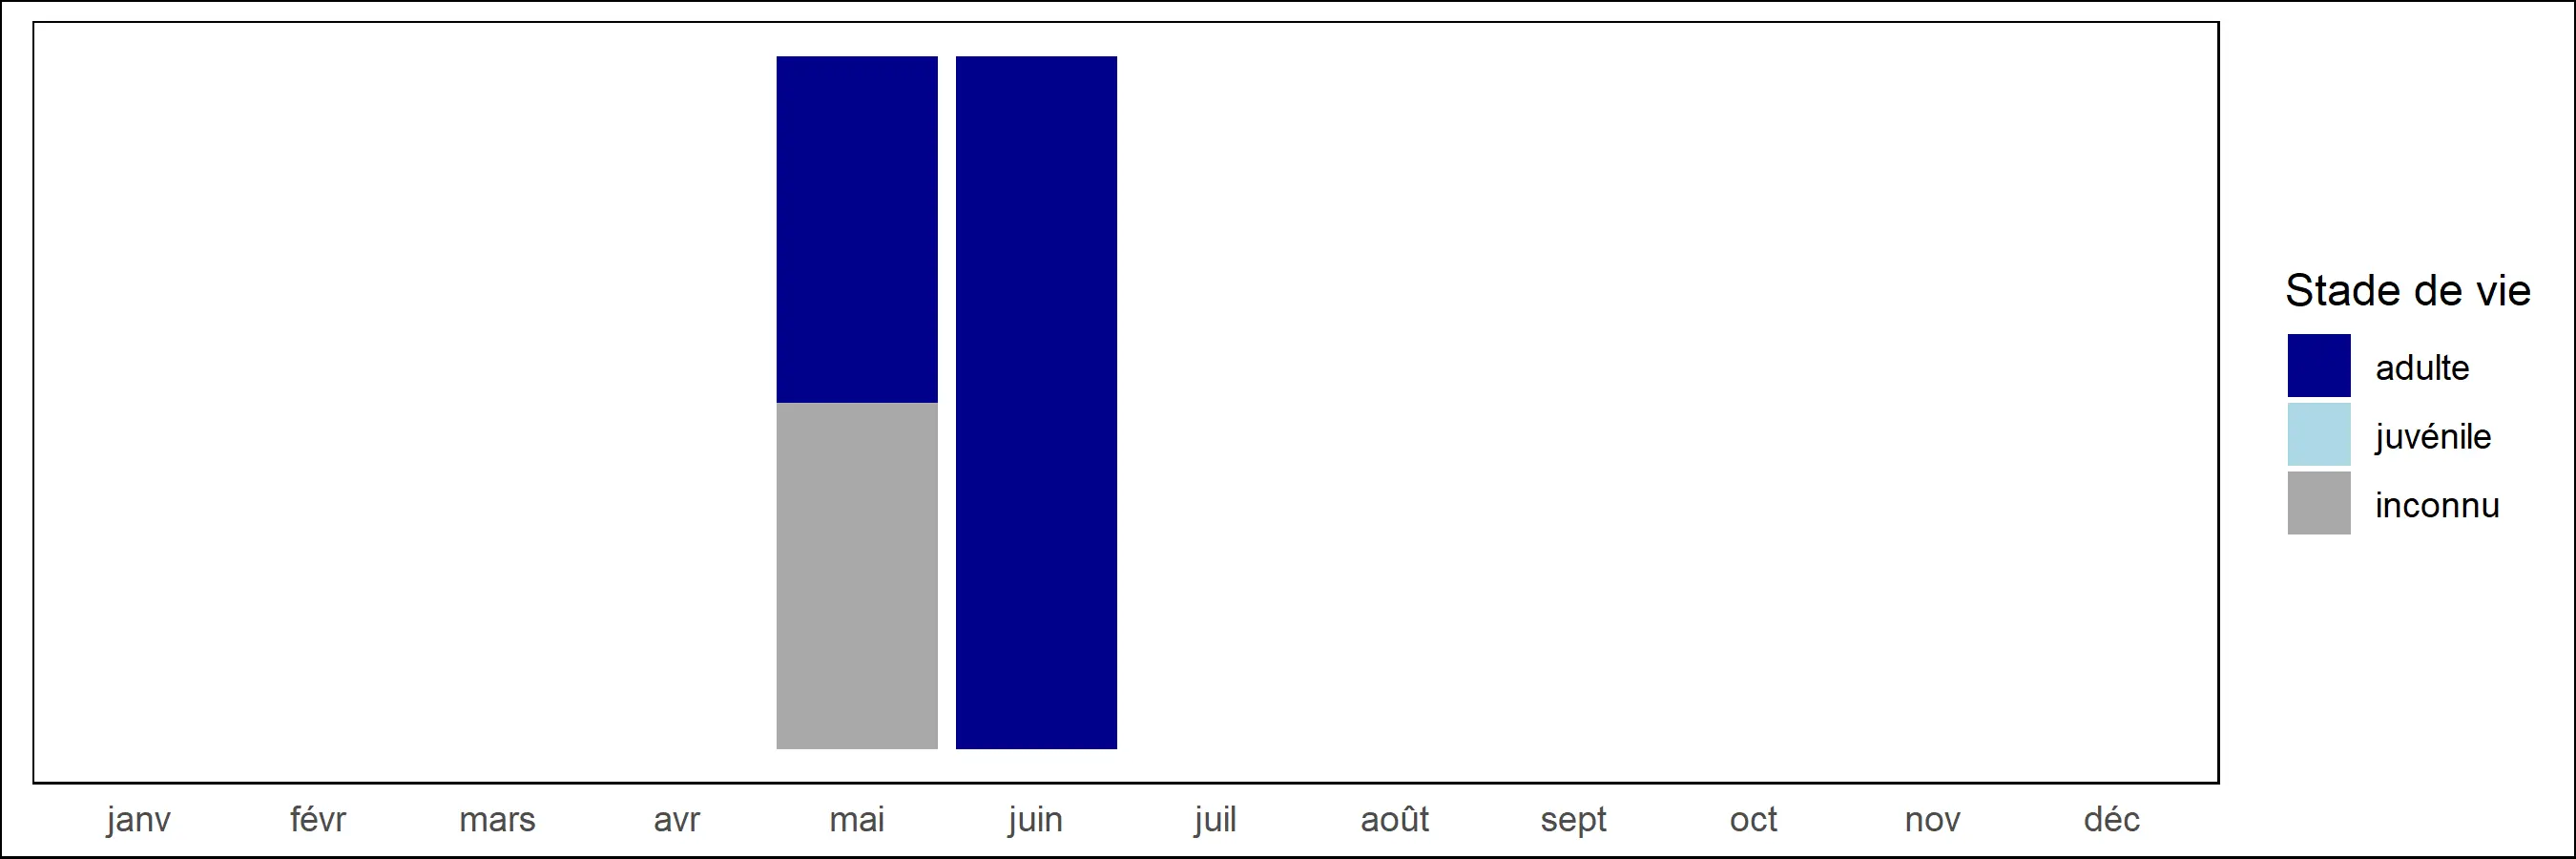 Stade de vie
adulte
juvénile
inconnu
janv févr mars avr mai juin juil août sept oct nov déc